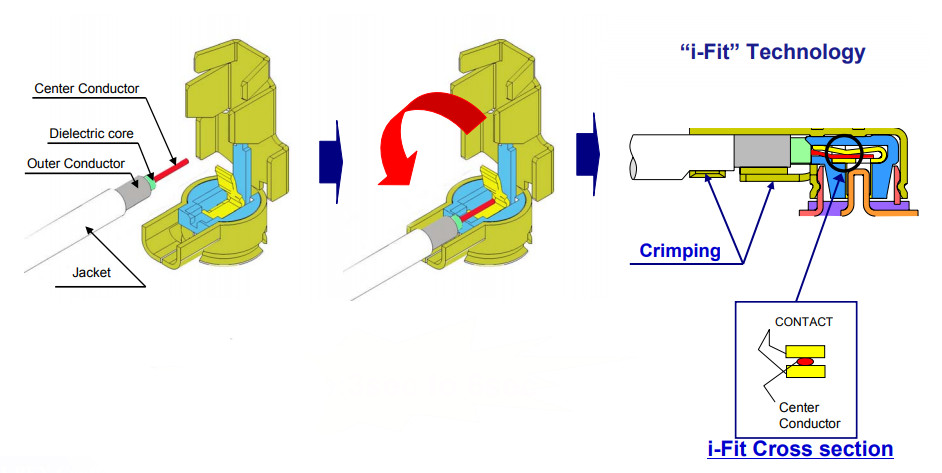 “i-Fit” Technology
Center Conductor
Dielectric core
Outer Conductor
Jacket
Crimping
CONTACT
Center
Conductor
i-Fit Cross section